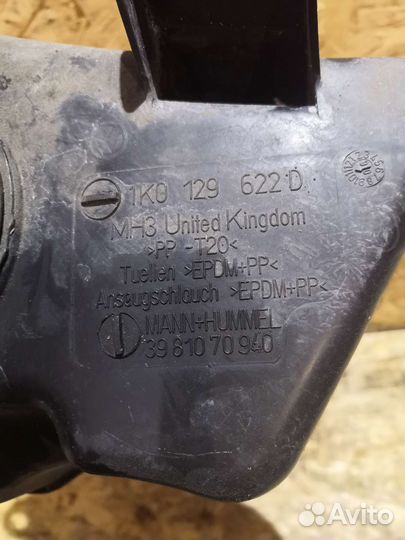 1K0 129 622 D
MH3 United Kingdom
>PP -T20<
Tuellen >EPDM+PP<
Ansaugschlauch >EPDM+PP<
MANN+HUMMEL
39 810 70 940
Avito